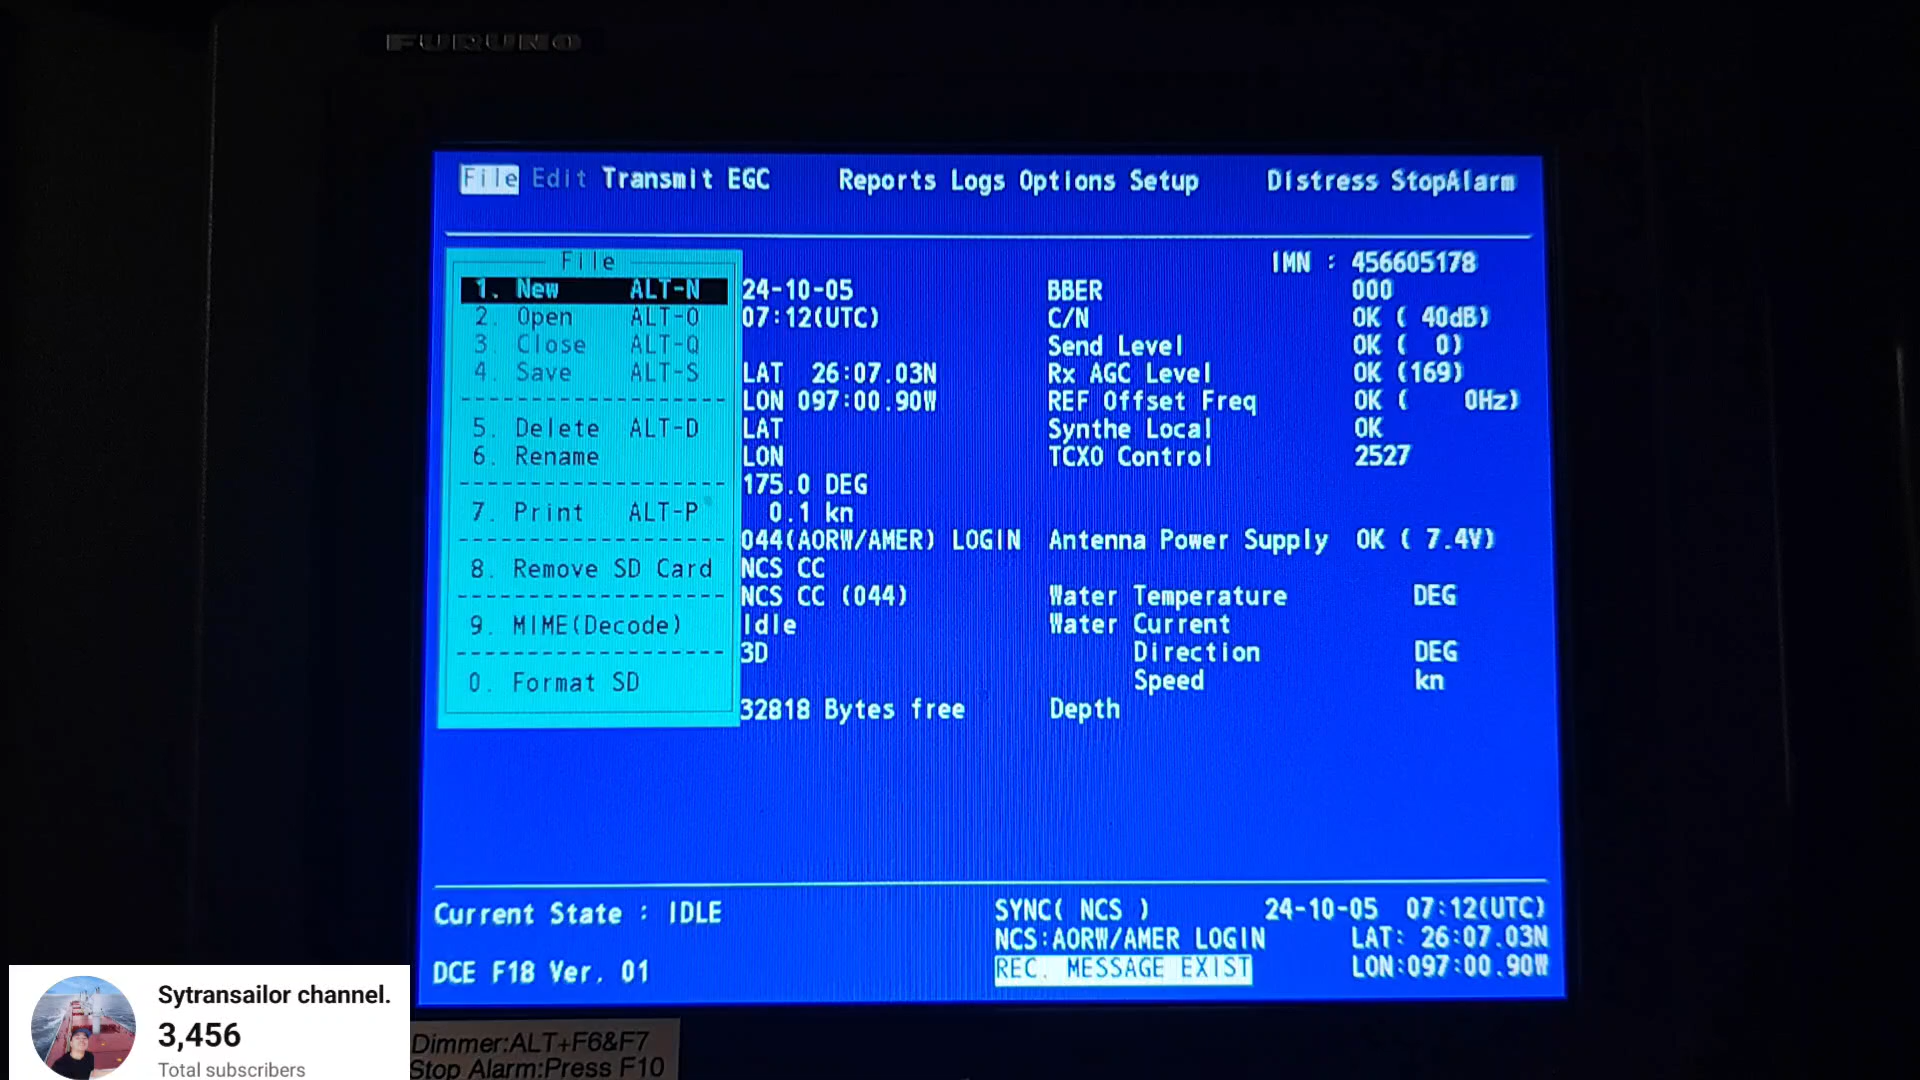 FURUNO
File Edit Transmit EGC Reports Logs Options Setup Distress StopAlarm
File
1. New ALT-N
2. Open ALT-O
3. Close ALT-Q
4. Save ALT-S
5. Delete ALT-D
6. Rename
7. Print ALT-P
8. Remove SD Card
9. MIME(Decode)
0. Format SD
24-10-05
07:12(UTC)
LAT 26:07.03N
LON 097:00.90W
LAT
LON
175.0 DEG
0.1 kn
044(AORW/AMER) LOGIN
NCS CC
NCS CC (044)
Idle
3D
32818 Bytes free
IMN : 456605178
BBER 000
C/N OK ( 40dB)
Send Level OK ( 0)
Rx AGC Level OK (169)
REF Offset Freq OK ( 0Hz)
Synthe Local OK
TCXO Control 2527
Antenna Power Supply OK ( 7.4V)
Water Temperature DEG
Water Current
Direction DEG
Speed kn
Depth
Current State : IDLE
DCE F18 Ver. 01
SYNC( NCS ) 24-10-05 07:12(UTC)
NCS:AORW/AMER LOGIN LAT: 26:07.03N
REC. MESSAGE EXIST LON:097:00.90W
Sytransailor channel.
3,456
Total subscribers
Dimmer:ALT+F6&F7
Stop Alarm:Press F10